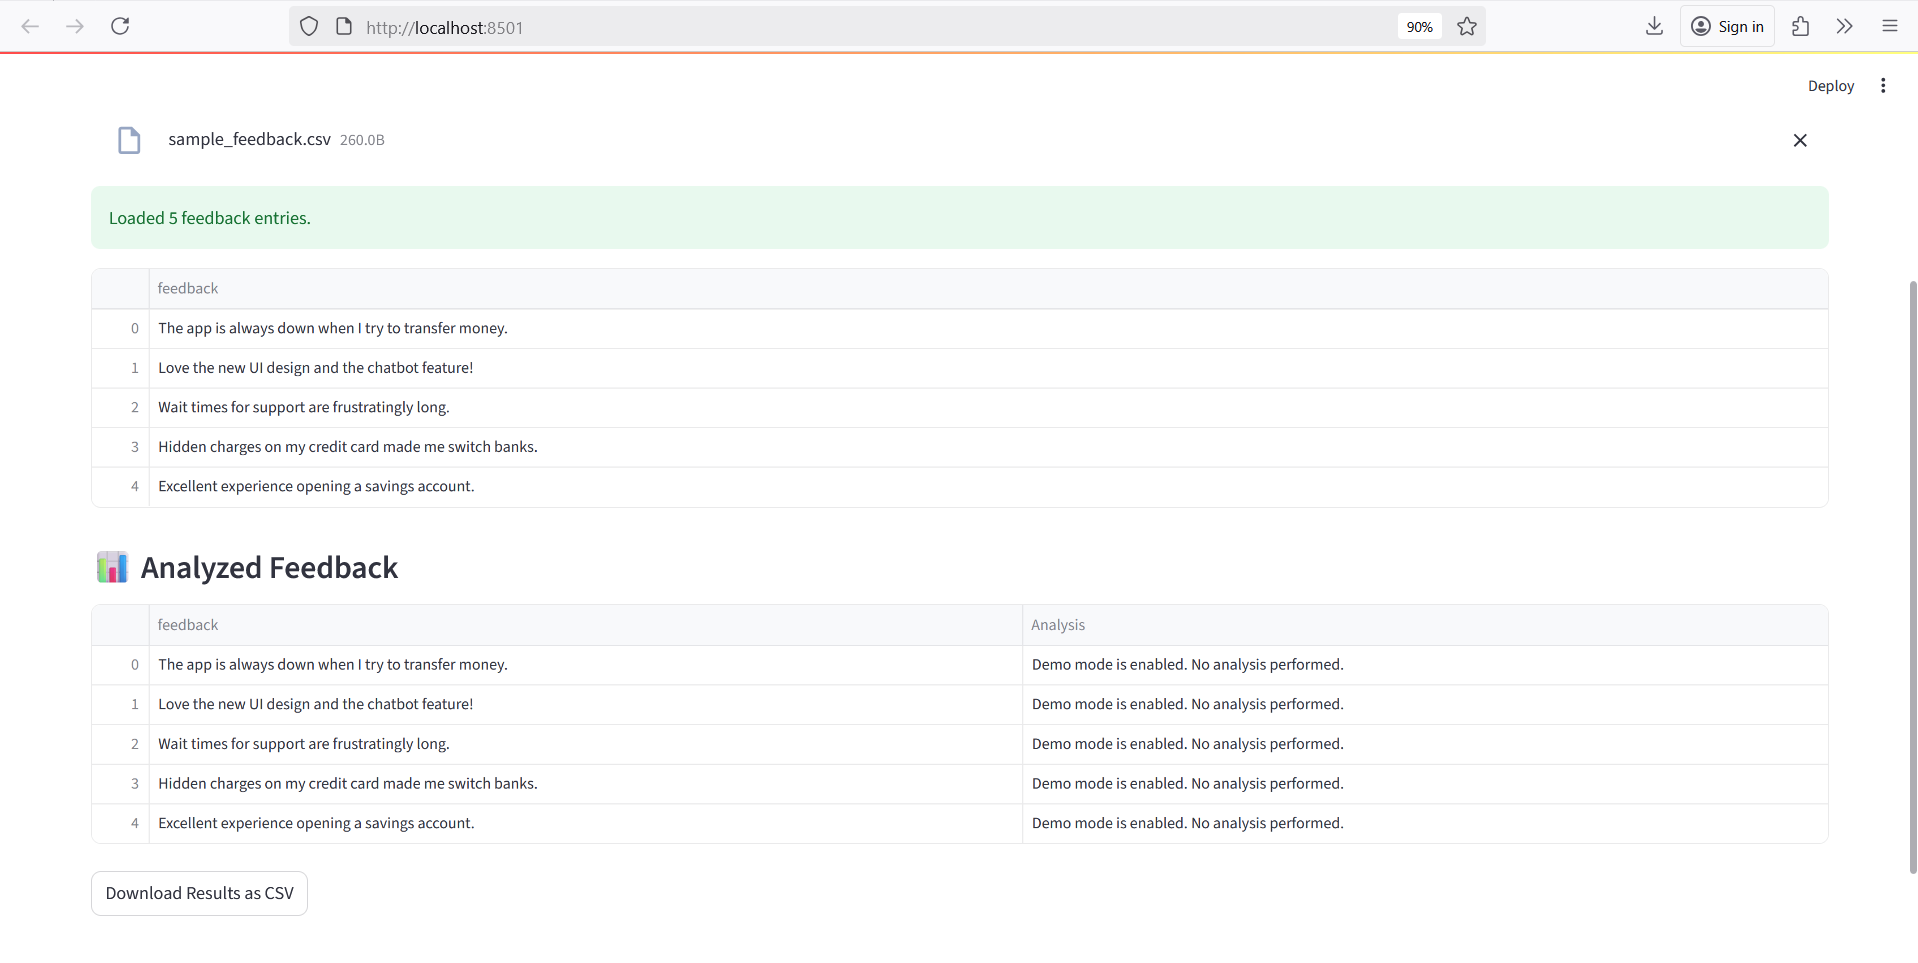 http://localhost:8501
90%
Sign in
Deploy
sample_feedback.csv 260.0B
Loaded 5 feedback entries.
feedback
0 The app is always down when I try to transfer money.
1 Love the new UI design and the chatbot feature!
2 Wait times for support are frustratingly long.
3 Hidden charges on my credit card made me switch banks.
4 Excellent experience opening a savings account.
Analyzed Feedback
feedback Analysis
0 The app is always down when I try to transfer money. Demo mode is enabled. No analysis performed.
1 Love the new UI design and the chatbot feature! Demo mode is enabled. No analysis performed.
2 Wait times for support are frustratingly long. Demo mode is enabled. No analysis performed.
3 Hidden charges on my credit card made me switch banks. Demo mode is enabled. No analysis performed.
4 Excellent experience opening a savings account. Demo mode is enabled. No analysis performed.
Download Results as CSV